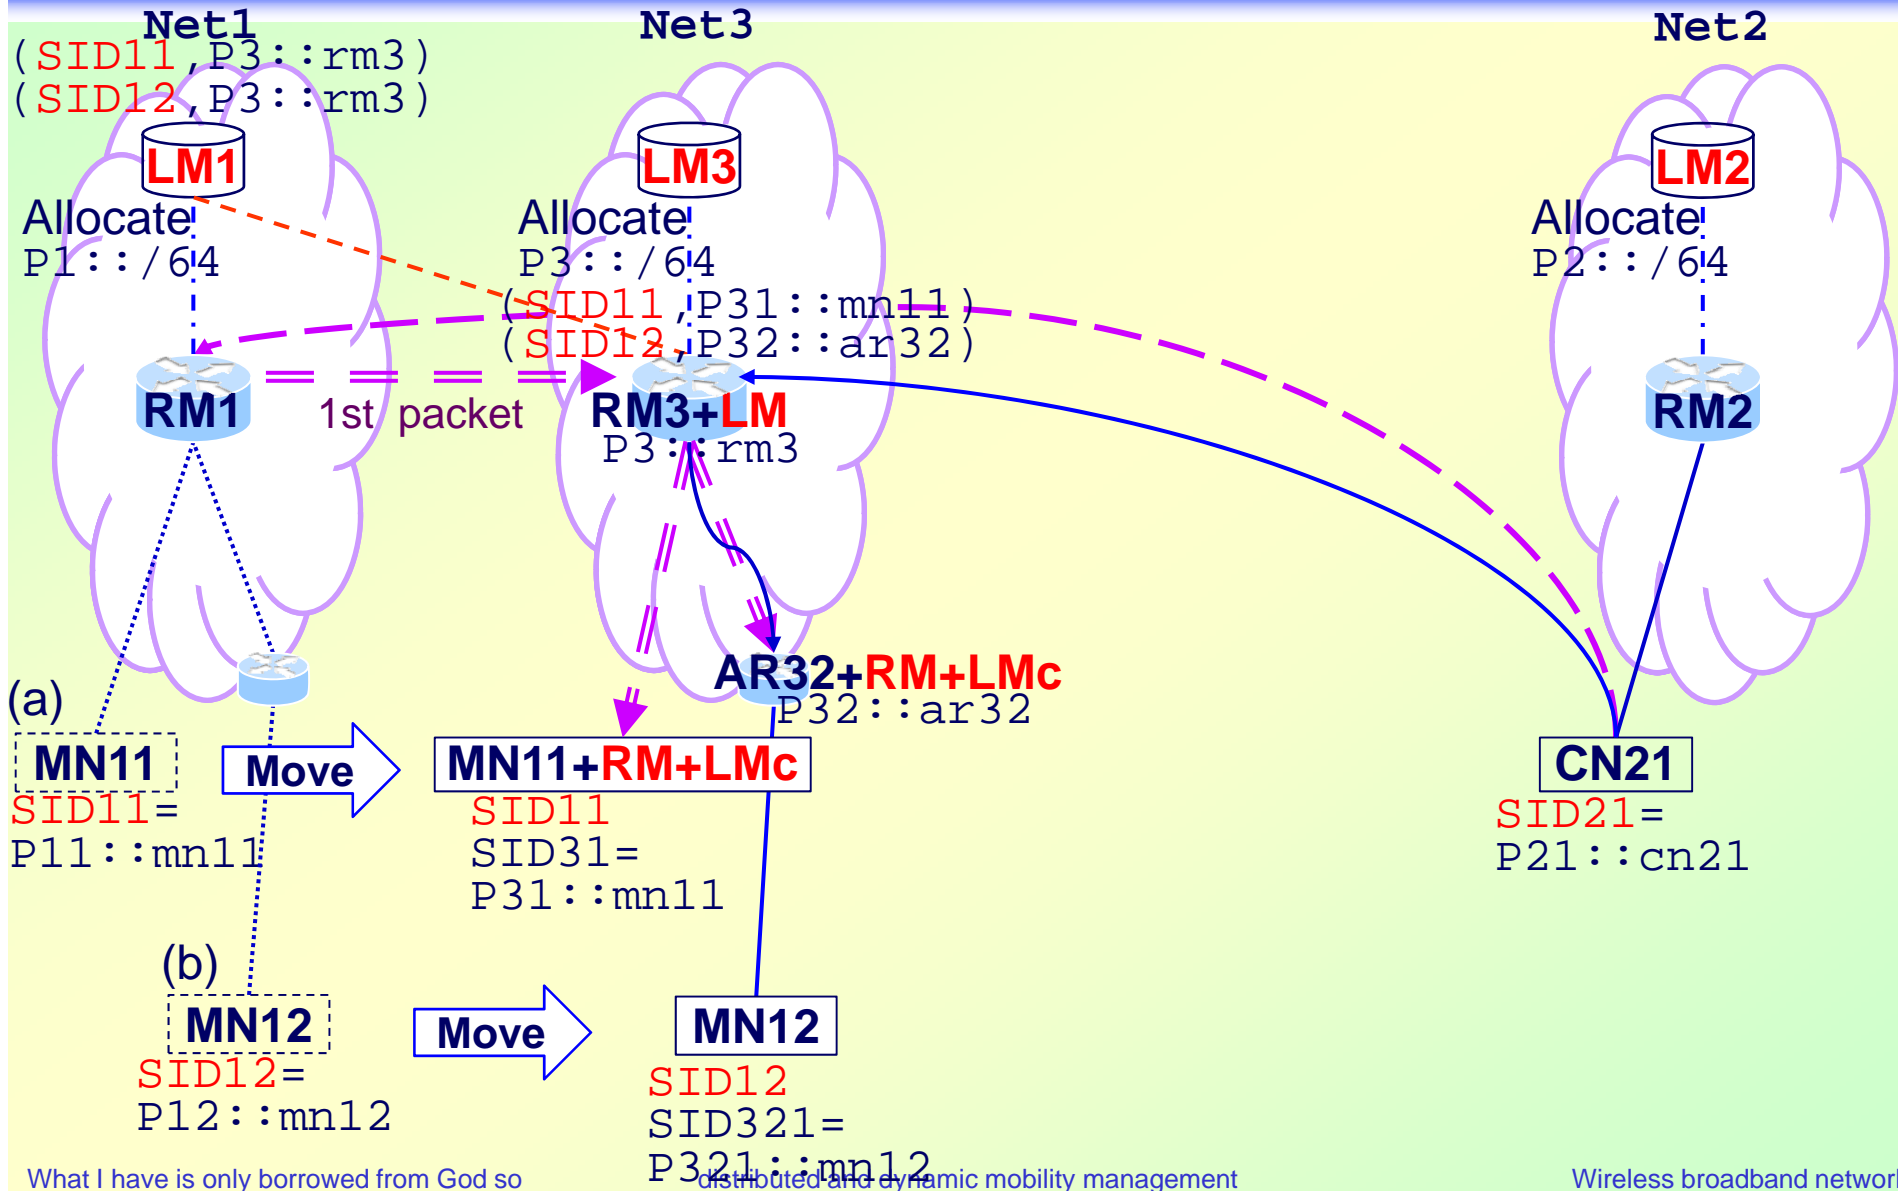 Net1
Net3
Net2
(SID11,P3::rm3)
(SID12,P3::rm3)
LM1
LM3
LM2
Allocate
P1::/64
Allocate
P3::/64
Allocate
P2::/64
(SID11,P31::mn11)
(SID12,P32::ar32)
RM1
1st packet
RM3+LM
P3::rm3
RM2
AR32+RM+LMc
P32::ar32
(a)
MN11
Move
MN11+RM+LMc
CN21
SID11=
P11::mn11
SID11
SID31=
P31::mn11
SID21=
P21::cn21
(b)
MN12
Move
MN12
SID12=
P12::mn12
SID12
SID321=
P321::mn12
What I have is only borrowed from God so
distributed and dynamic mobility management
Wireless broadband network